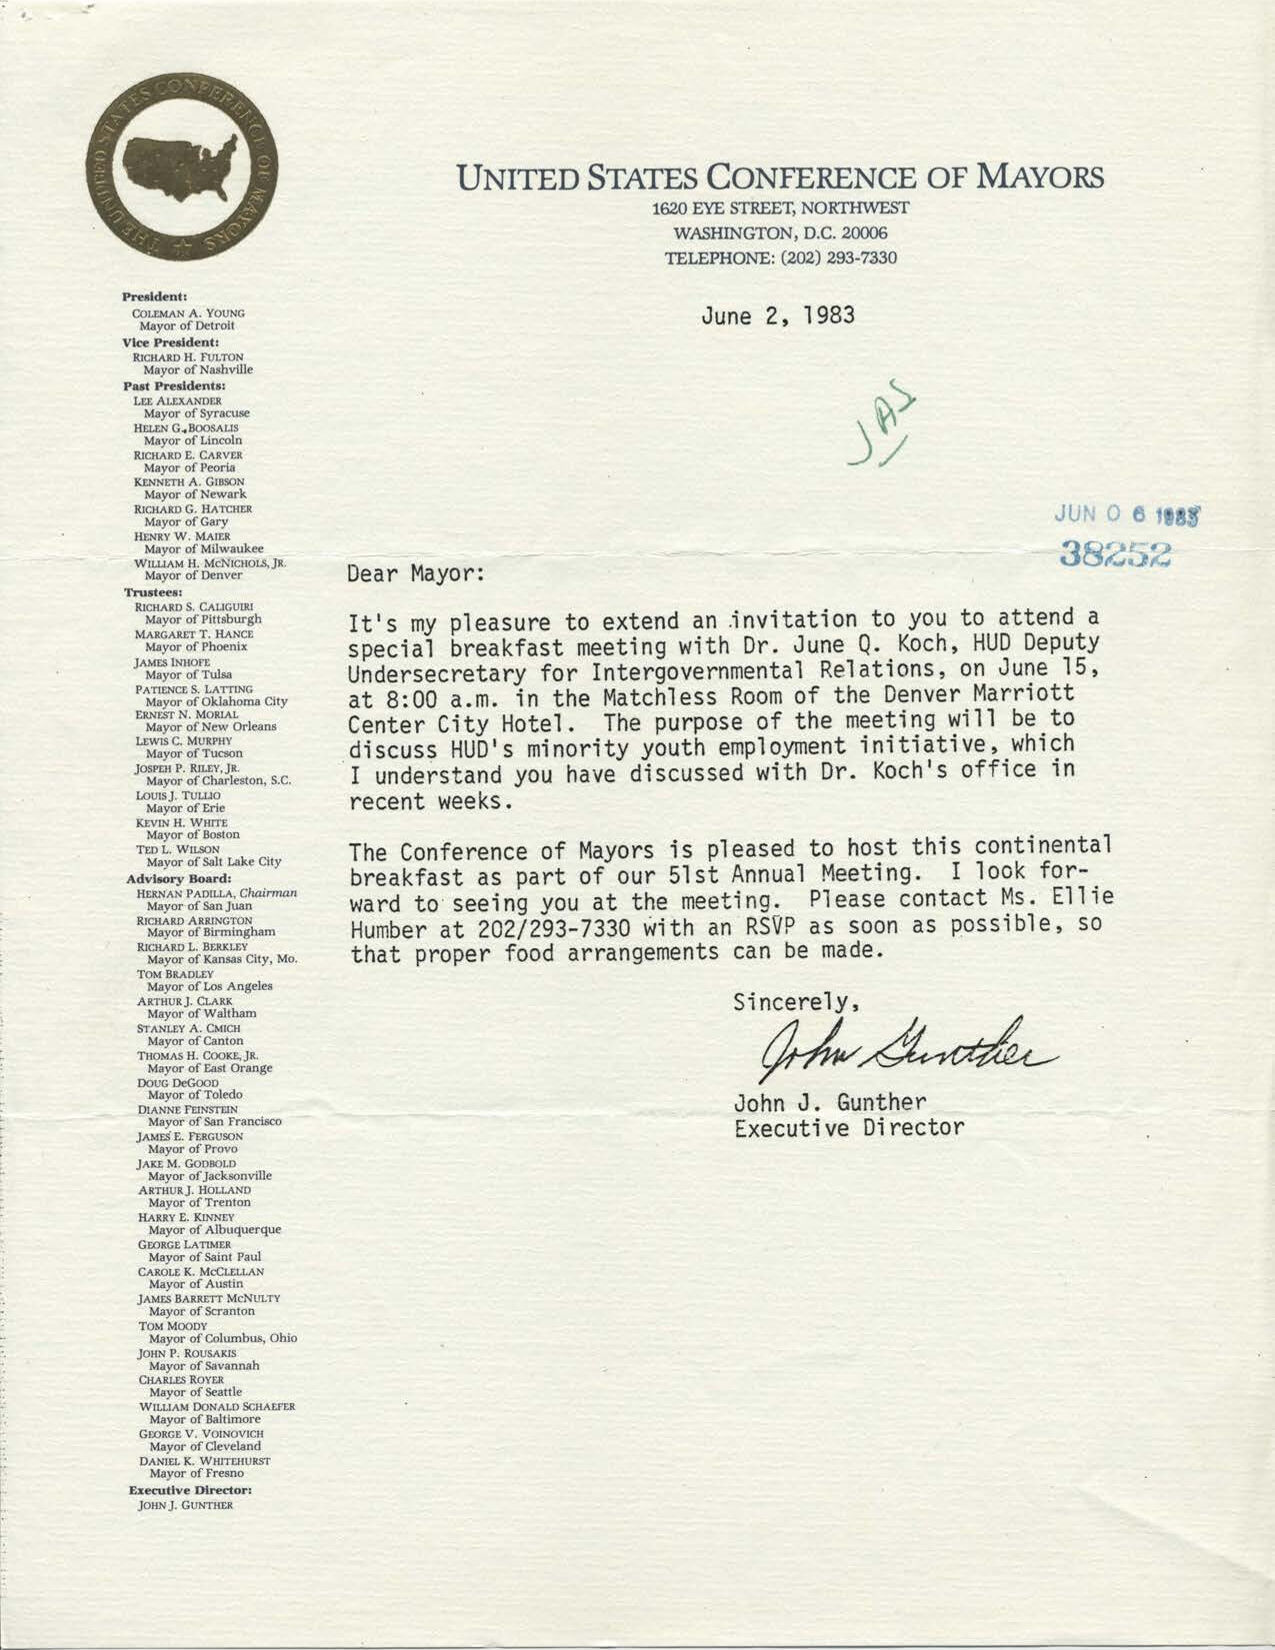 THE UNITED STATES CONFERENCE OF MAYORS
UNITED STATES CONFERENCE OF MAYORS
1620 EYE STREET, NORTHWEST
WASHINGTON, D.C. 20006
TELEPHONE: (202) 293-7330
President:
COLEMAN A. YOUNG
Mayor of Detroit
Vice President:
RICHARD H. FULTON
Mayor of Nashville
Past Presidents:
LEE ALEXANDER
Mayor of Syracuse
HELEN G. BOOSALIS
Mayor of Lincoln
RICHARD E. CARVER
Mayor of Peoria
KENNETH A. GIBSON
Mayor of Newark
RICHARD G. HATCHER
Mayor of Gary
HENRY W. MAIER
Mayor of Milwaukee
WILLIAM H. McNICHOLS, JR.
Mayor of Denver
Trustees:
RICHARD S. CALIGUIRI
Mayor of Pittsburgh
MARGARET T. HANCE
Mayor of Phoenix
JAMES INHOFE
Mayor of Tulsa
PATIENCE S. LATTING
Mayor of Oklahoma City
ERNEST N. MORIAL
Mayor of New Orleans
LEWIS C. MURPHY
Mayor of Tucson
JOSPEH P. RILEY, JR.
Mayor of Charleston, S.C.
LOUIS J. TULLIO
Mayor of Erie
KEVIN H. WHITE
Mayor of Boston
TED L. WILSON
Mayor of Salt Lake City
Advisory Board:
HERNAN PADILLA, Chairman
Mayor of San Juan
RICHARD ARRINGTON
Mayor of Birmingham
RICHARD L. BERKLEY
Mayor of Kansas City, Mo.
TOM BRADLEY
Mayor of Los Angeles
ARTHUR J. CLARK
Mayor of Waltham
STANLEY A. CMICH
Mayor of Canton
THOMAS H. COOKE, JR.
Mayor of East Orange
DOUG DeGOOD
Mayor of Toledo
DIANNE FEINSTEIN
Mayor of San Francisco
JAMES E. FERGUSON
Mayor of Provo
JAKE M. GODBOLD
Mayor of Jacksonville
ARTHUR J. HOLLAND
Mayor of Trenton
HARRY E. KINNEY
Mayor of Albuquerque
GEORGE LATIMER
Mayor of Saint Paul
CAROLE K. McCLELLAN
Mayor of Austin
JAMES BARRETT McNULTY
Mayor of Scranton
TOM MOODY
Mayor of Columbus, Ohio
JOHN P. ROUSAKIS
Mayor of Savannah
CHARLES ROYER
Mayor of Seattle
WILLIAM DONALD SCHAEFER
Mayor of Baltimore
GEORGE V. VOINOVICH
Mayor of Cleveland
DANIEL K. WHITEHURST
Mayor of Fresno
Executive Director:
JOHN J. GUNTHER
June 2, 1983
JAS
JUN 06 1983
38252
Dear Mayor:
It's my pleasure to extend an invitation to you to attend a
special breakfast meeting with Dr. June Q. Koch, HUD Deputy
Undersecretary for Intergovernmental Relations, on June 15,
at 8:00 a.m. in the Matchless Room of the Denver Marriott
Center City Hotel. The purpose of the meeting will be to
discuss HUD's minority youth employment initiative, which
I understand you have discussed with Dr. Koch's office in
recent weeks.
The Conference of Mayors is pleased to host this continental
breakfast as part of our 51st Annual Meeting. I look for-
ward to seeing you at the meeting. Please contact Ms. Ellie
Humber at 202/293-7330 with an RSVP as soon as possible, so
that proper food arrangements can be made.
Sincerely,
John Gunther
John J. Gunther
Executive Director